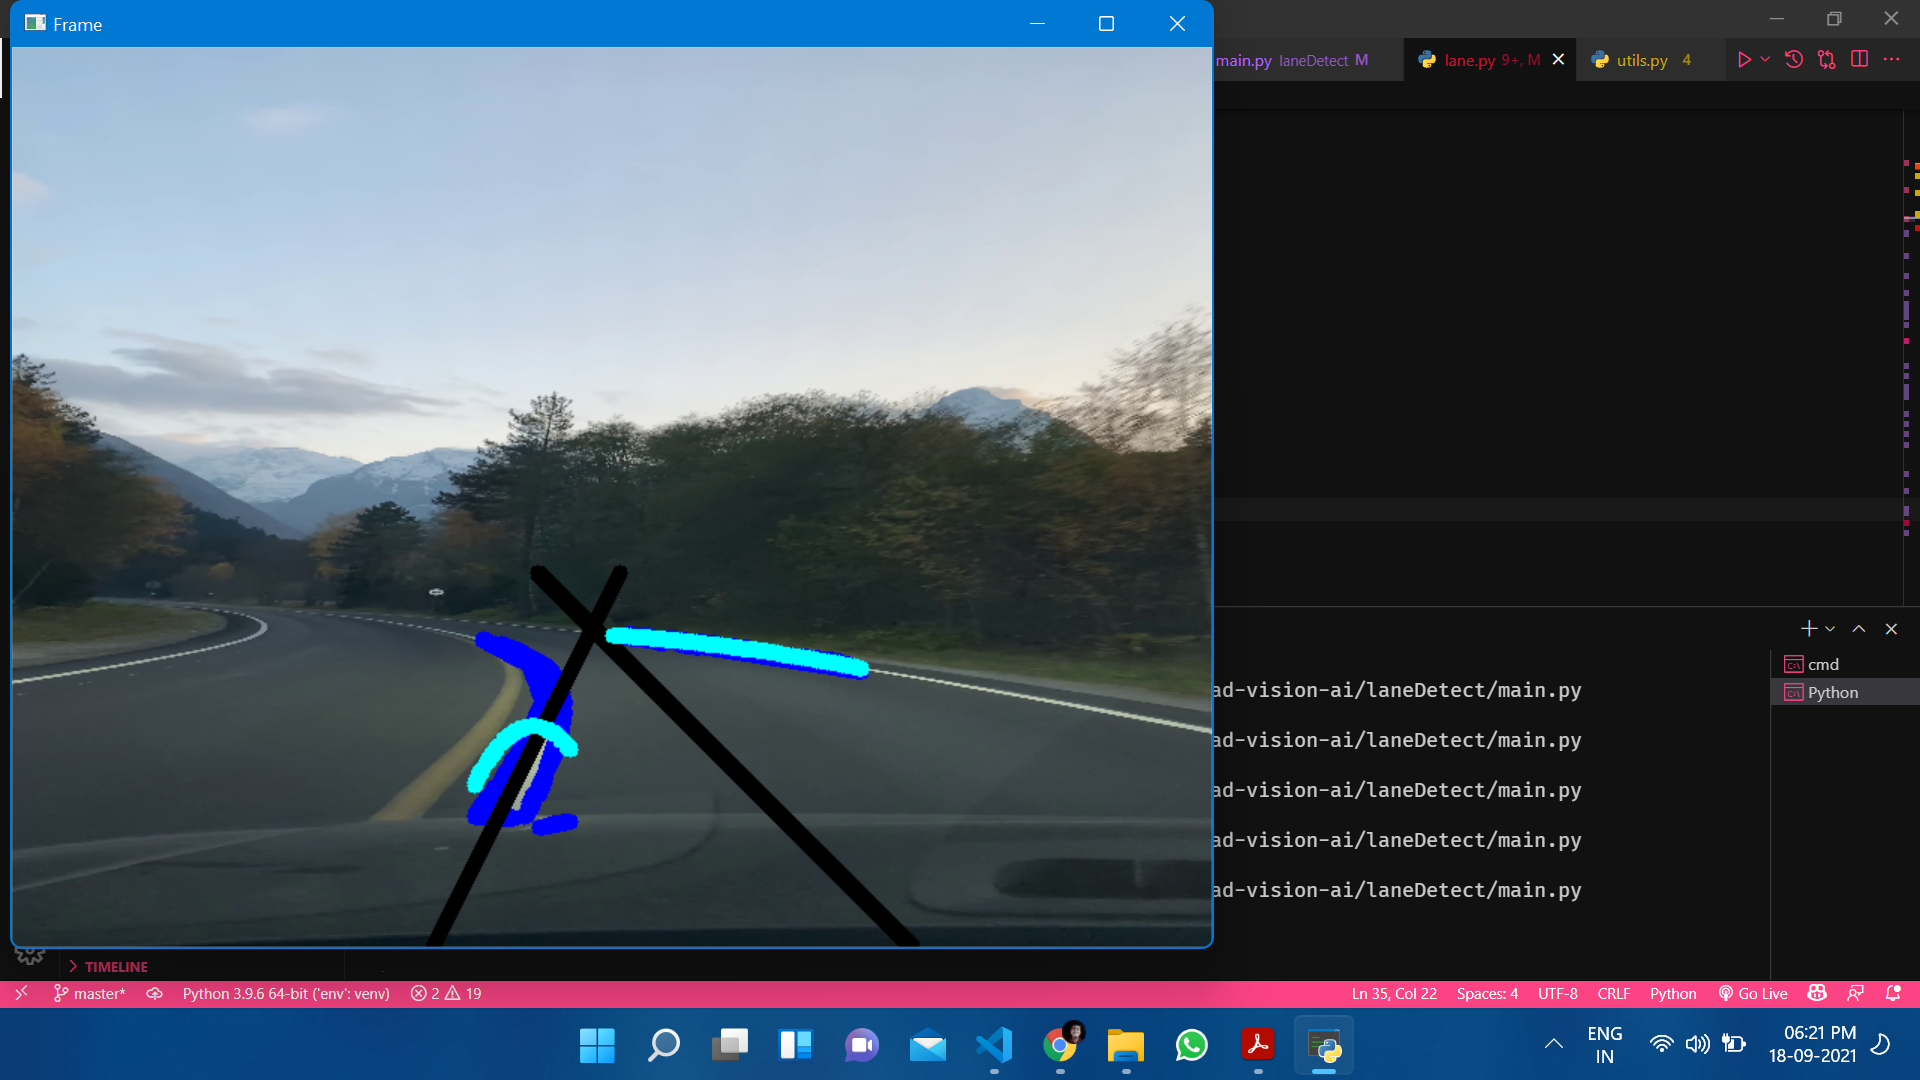 Frame
main.py laneDetect M
lane.py 9+, M
utils.py 4
cmd
Python
ad-vision-ai/laneDetect/main.py
ad-vision-ai/laneDetect/main.py
ad-vision-ai/laneDetect/main.py
ad-vision-ai/laneDetect/main.py
ad-vision-ai/laneDetect/main.py
TIMELINE
master* Python 3.9.6 64-bit ('env': venv) 2 19 Ln 35, Col 22 Spaces: 4 UTF-8 CRLF Python Go Live
ENG
IN
06:21 PM
18-09-2021